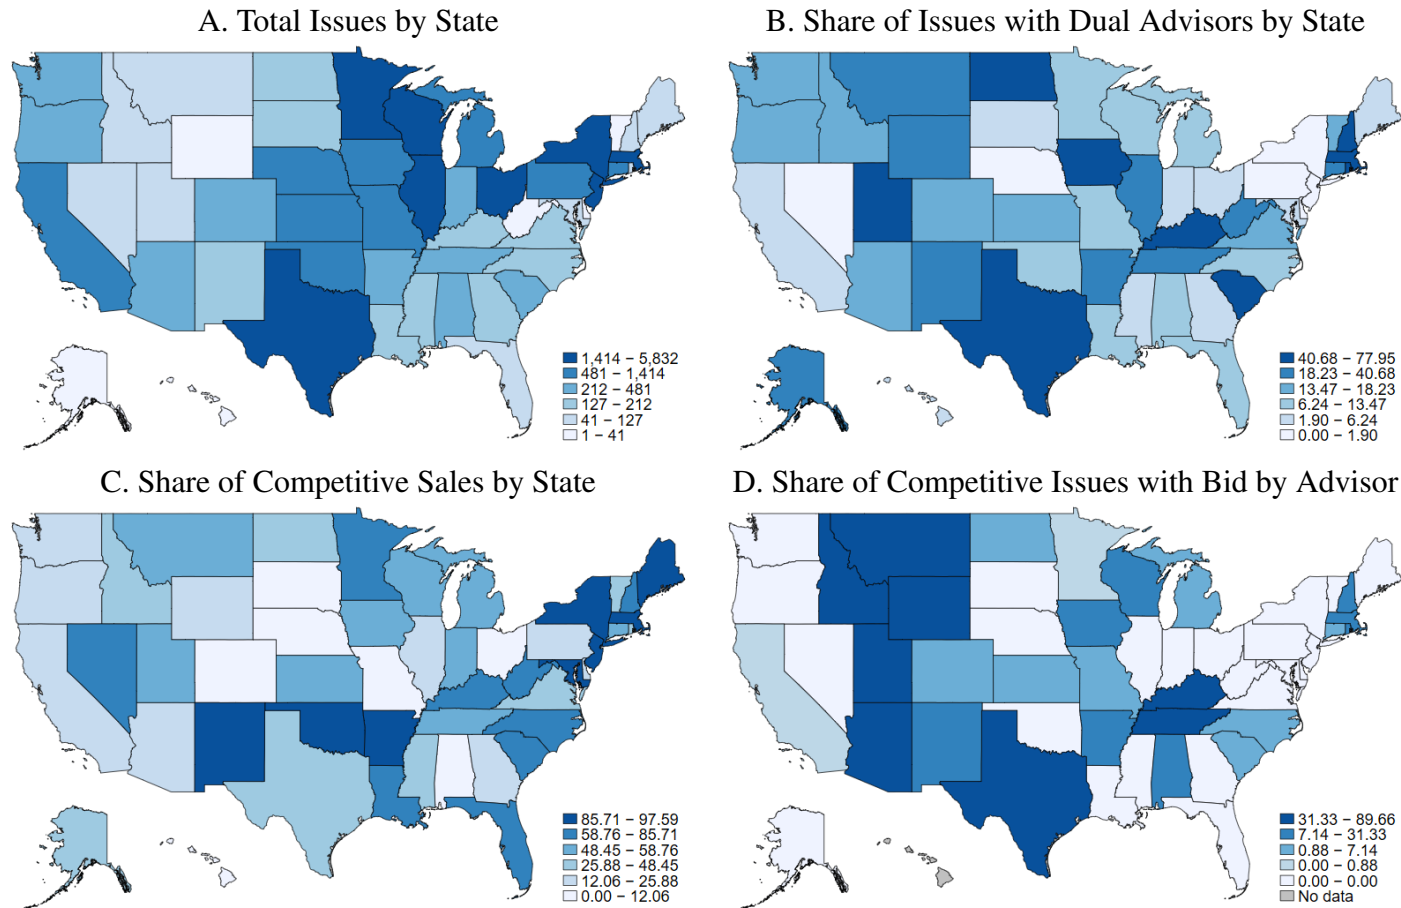 A. Total Issues by State
1,414 – 5,832
481 – 1,414
212 – 481
127 – 212
41 – 127
1 – 41
B. Share of Issues with Dual Advisors by State
40.68 – 77.95
18.23 – 40.68
13.47 – 18.23
6.24 – 13.47
1.90 – 6.24
0.00 – 1.90
C. Share of Competitive Sales by State
85.71 – 97.59
58.76 – 85.71
48.45 – 58.76
25.88 – 48.45
12.06 – 25.88
0.00 – 12.06
D. Share of Competitive Issues with Bid by Advisor
31.33 – 89.66
7.14 – 31.33
0.88 – 7.14
0.00 – 0.88
0.00 – 0.00
No data